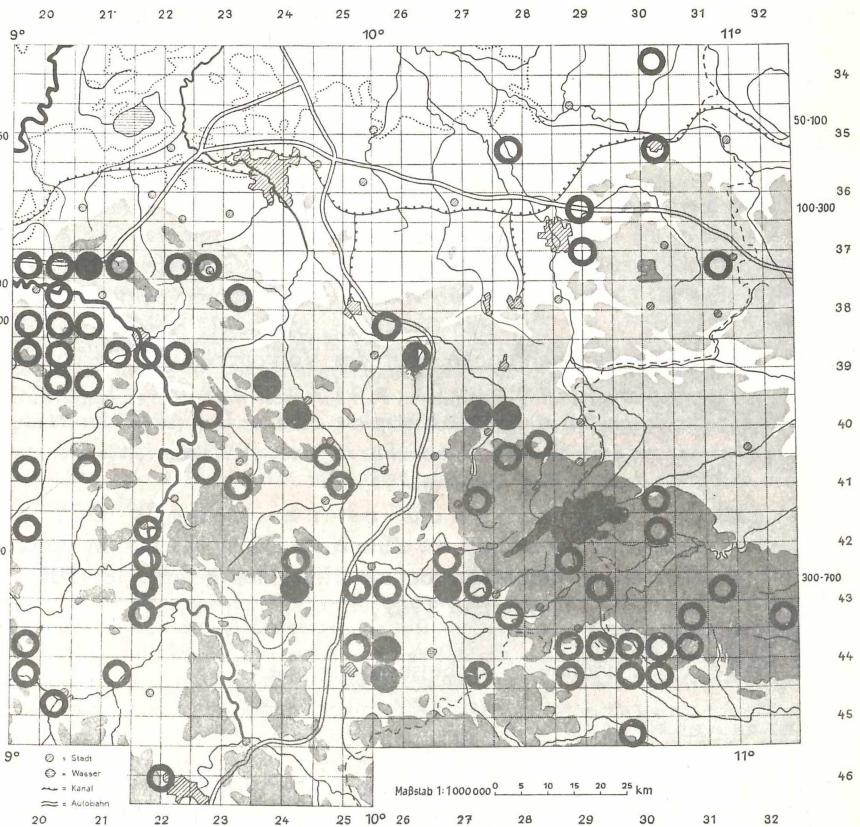 20 21 22 23 24 25 26 27 28 29 30 31 32
9° 10° 11°
34
50-100
35
36
100-300
37
38
39
40
41
42
300-700
43
44
45
9° 11°
= Stadt
= Wasser
= Kanal
= Autobahn
46
Maßstab 1:1000000 0 5 10 15 20 25 km
20 21 22 23 24 25 10° 26 27 28 29 30 31 32